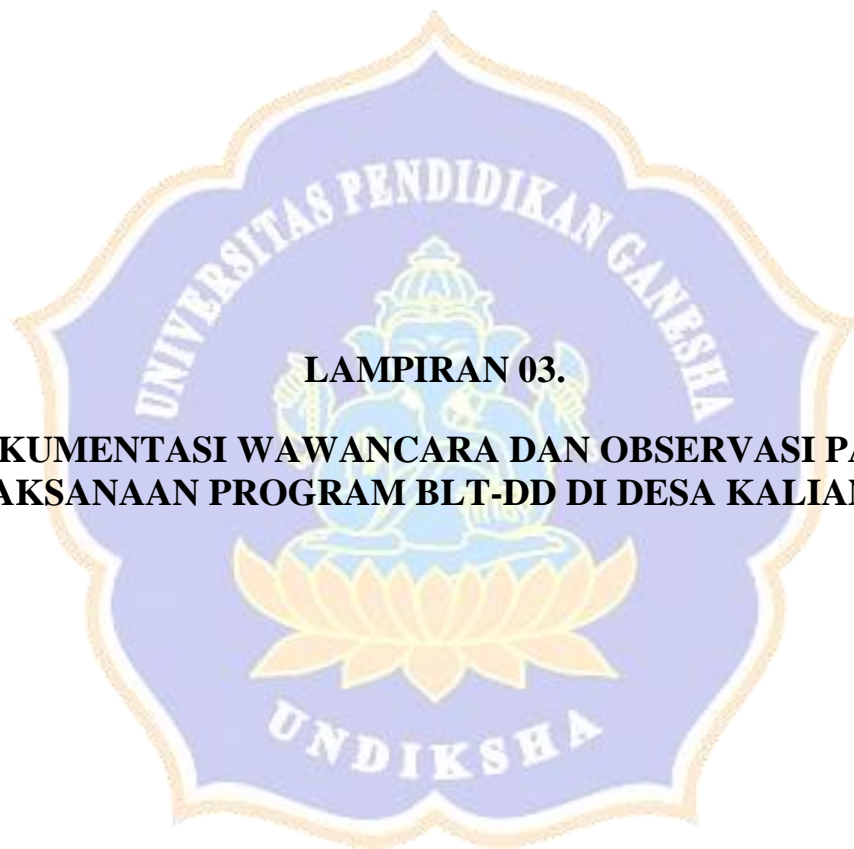 UNIVERSITAS PENDIDIKAN GANESHA
LAMPIRAN 03.
KUMENTASI WAWANCARA DAN OBSERVASI PA
AKSANAAN PROGRAM BLT-DD DI DESA KALIAN
UNDIKSHA